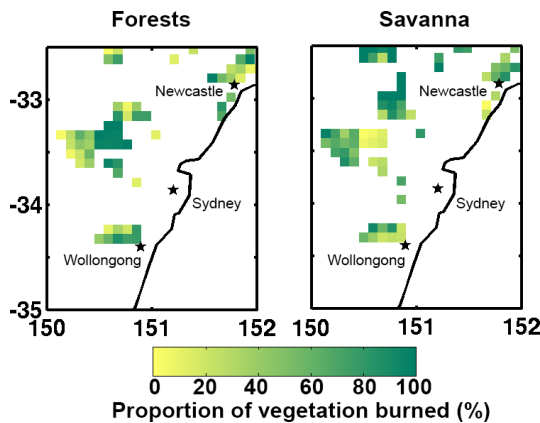 Forests Savanna
-33
-34
-35
Newcastle
Sydney
Wollongong
150 151 152
Newcastle
Sydney
Wollongong
150 151 152
0 20 40 60 80 100
Proportion of vegetation burned (%)